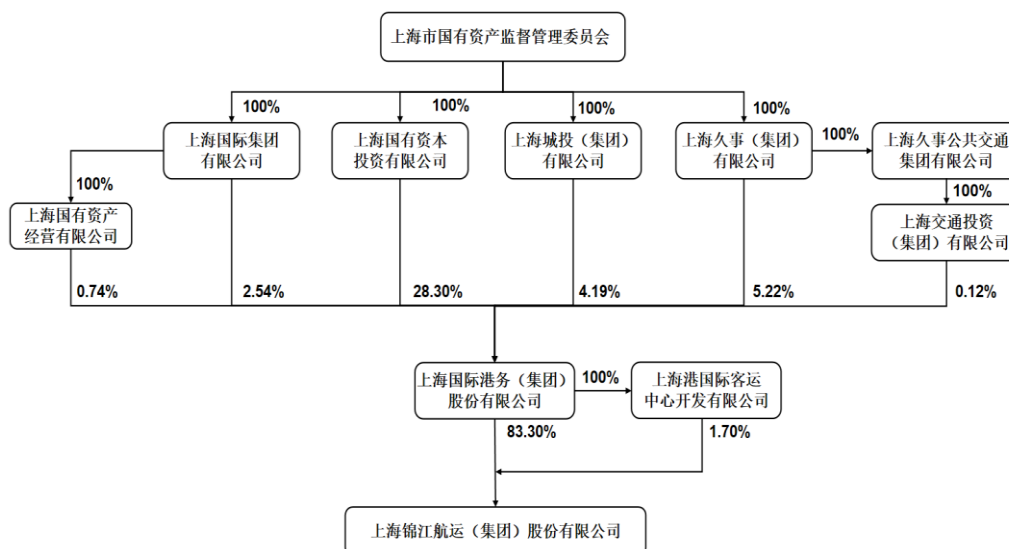 上海市国有资产监督管理委员会
100%
100%
100%
100%
上海国际集团
有限公司
上海国有资本
投资有限公司
上海城投（集团）
有限公司
上海久事（集团）
有限公司
100%
上海久事公共交通
集团有限公司
100%
100%
上海国有资产
经营有限公司
上海交通投资
（集团）有限公司
0.74%
2.54%
28.30%
4.19%
5.22%
0.12%
上海国际港务（集团）
股份有限公司
100%
上海港国际客运
中心开发有限公司
83.30%
1.70%
上海锦江航运（集团）股份有限公司